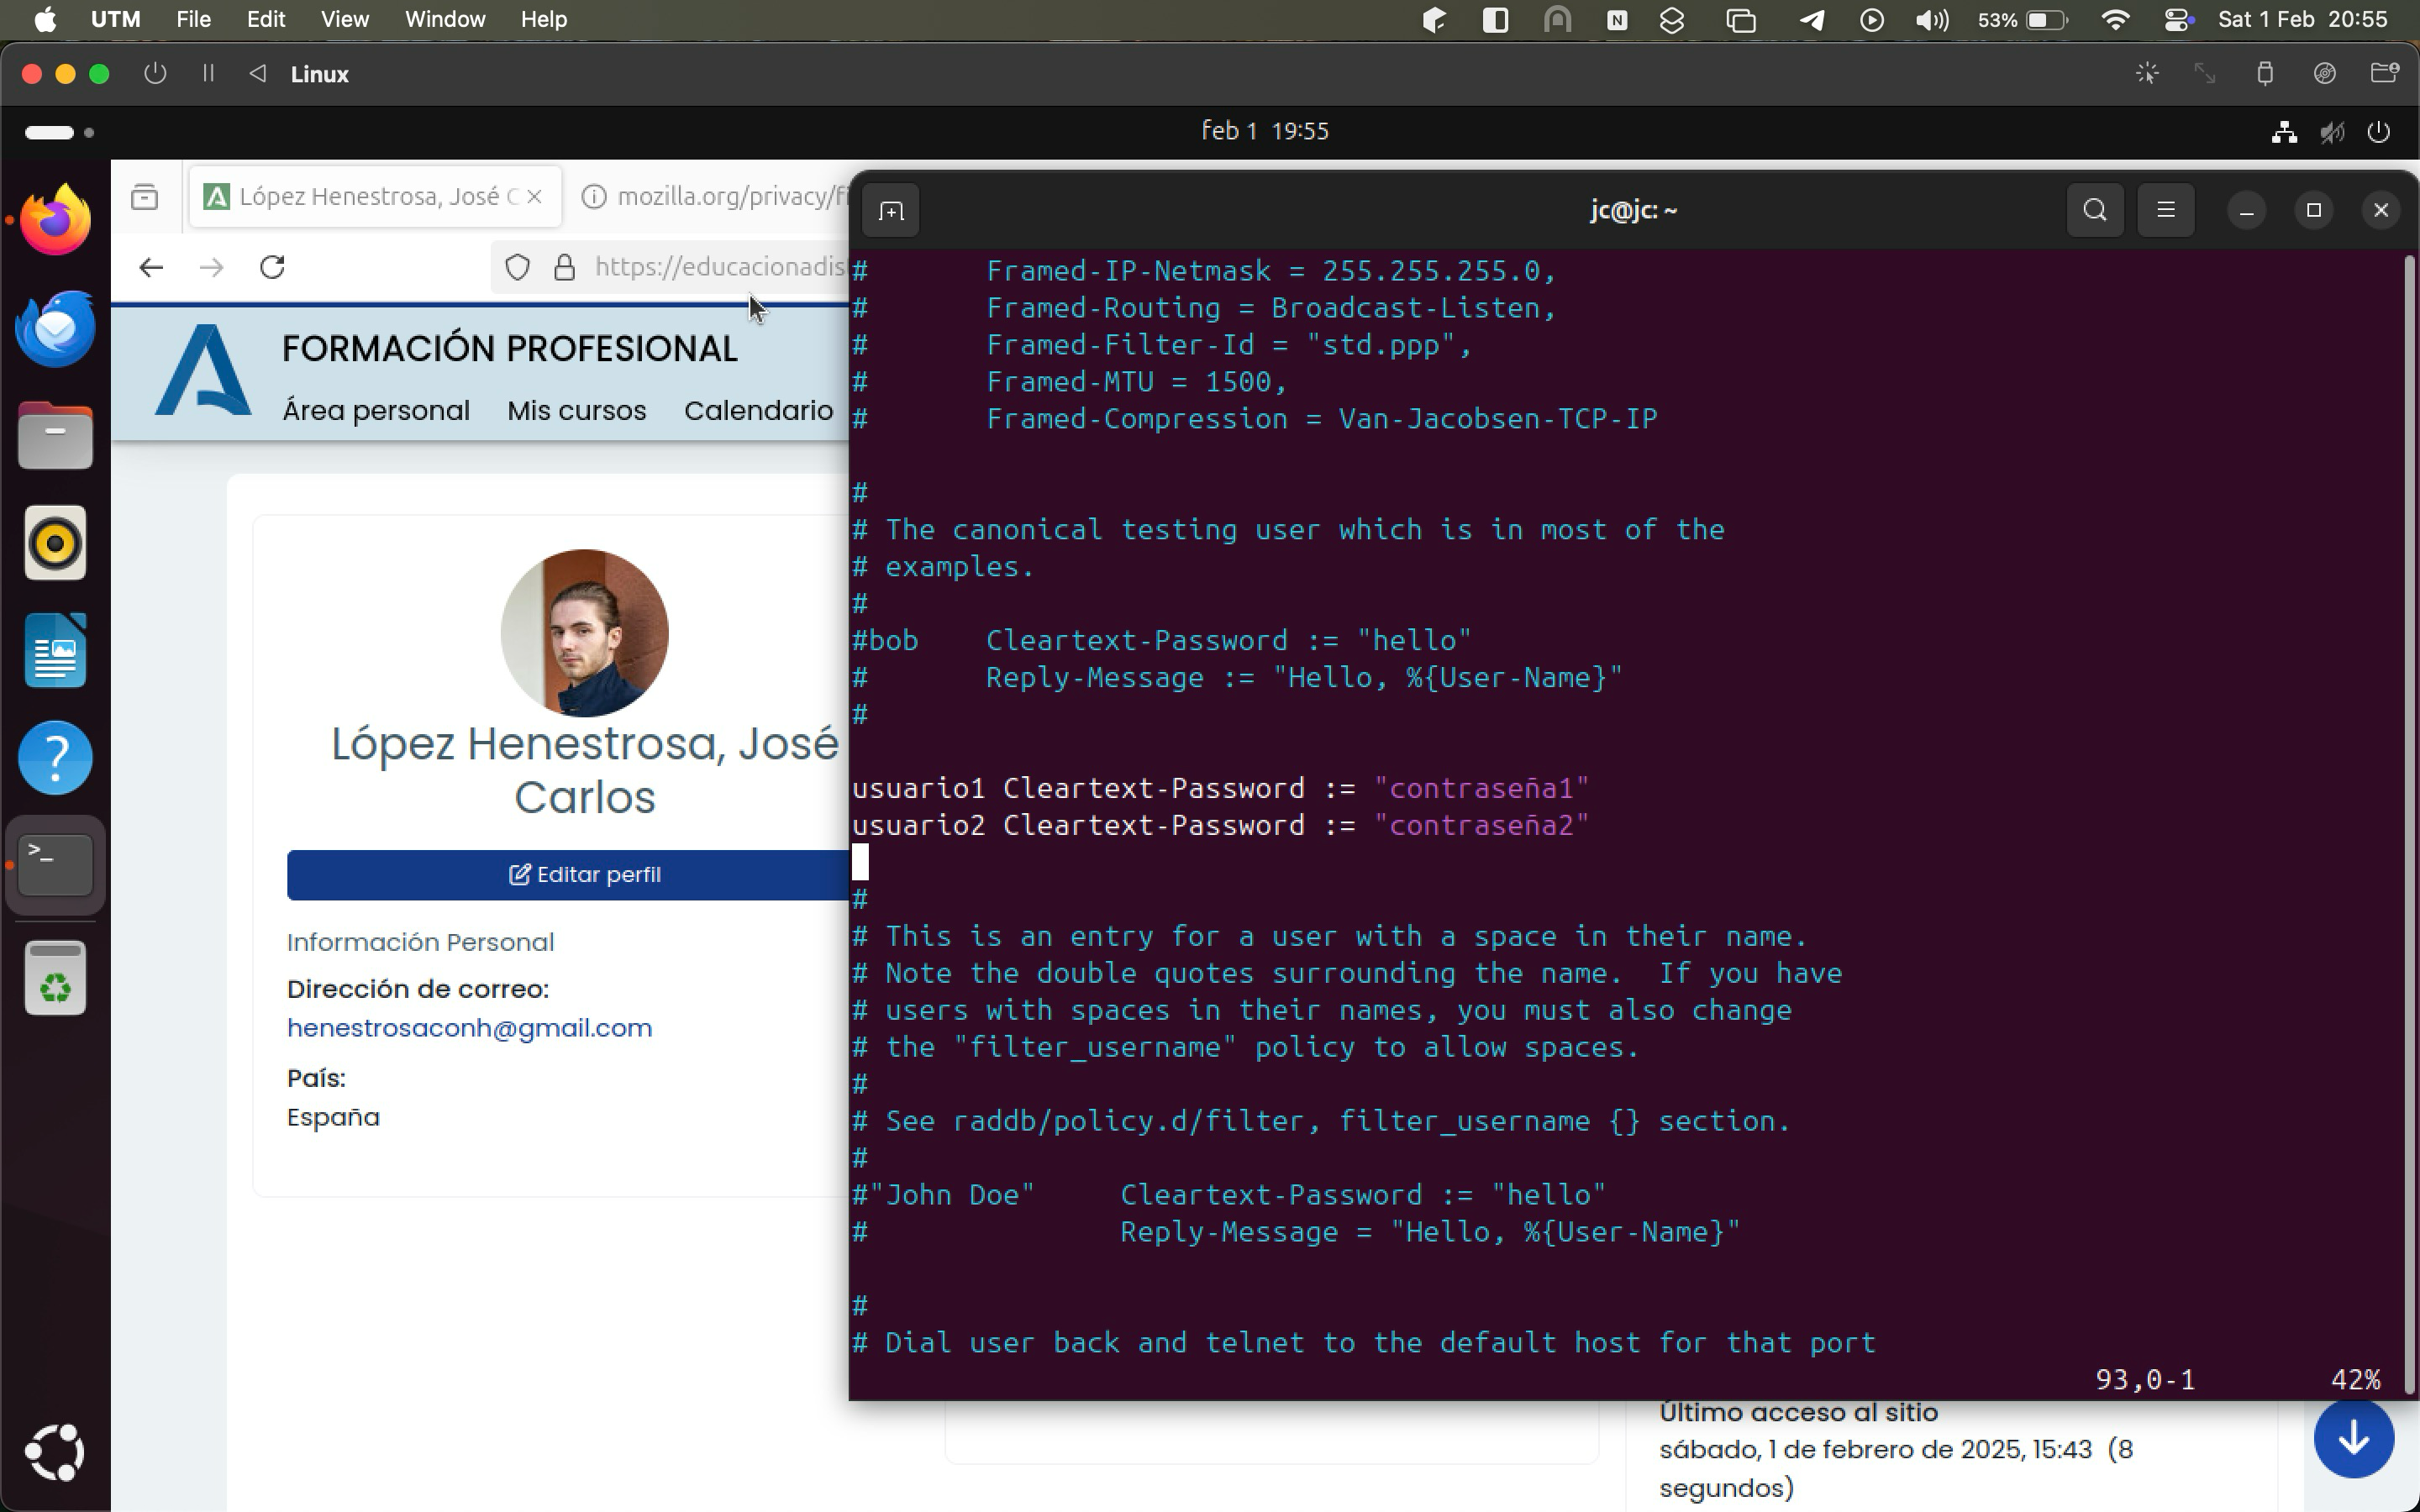 UTM File Edit View Window Help
53% Sat 1 Feb 20:55
Linux
feb 1 19:55
López Henestrosa, José C
mozilla.org/privacy/fi
https://educacionadis
FORMACIÓN PROFESIONAL
Área personal Mis cursos Calendario
López Henestrosa, José
Carlos
Editar perfil
Información Personal
Dirección de correo:
henestrosaconh@gmail.com
País:
España
jc@jc: ~
# Framed-IP-Netmask = 255.255.255.0,
# Framed-Routing = Broadcast-Listen,
# Framed-Filter-Id = "std.ppp",
# Framed-MTU = 1500,
# Framed-Compression = Van-Jacobsen-TCP-IP
#
# The canonical testing user which is in most of the
# examples.
#
#bob Cleartext-Password := "hello"
# Reply-Message := "Hello, %{User-Name}"
#
usuario1 Cleartext-Password := "contraseña1"
usuario2 Cleartext-Password := "contraseña2"
#
# This is an entry for a user with a space in their name.
# Note the double quotes surrounding the name. If you have
# users with spaces in their names, you must also change
# the "filter_username" policy to allow spaces.
#
# See raddb/policy.d/filter, filter_username {} section.
#
#"John Doe" Cleartext-Password := "hello"
# Reply-Message = "Hello, %{User-Name}"
#
# Dial user back and telnet to the default host for that port
93,0-1 42%
Último acceso al sitio
sábado, 1 de febrero de 2025, 15:43 (8
segundos)